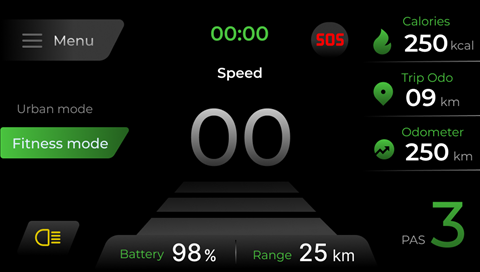 Menu
00:00
SOS
Speed
Calories
250 kcal
Trip Odo
09 km
Urban mode
00
Fitness mode
Odometer
250 km
PAS 3
Battery 98%
Range 25 km